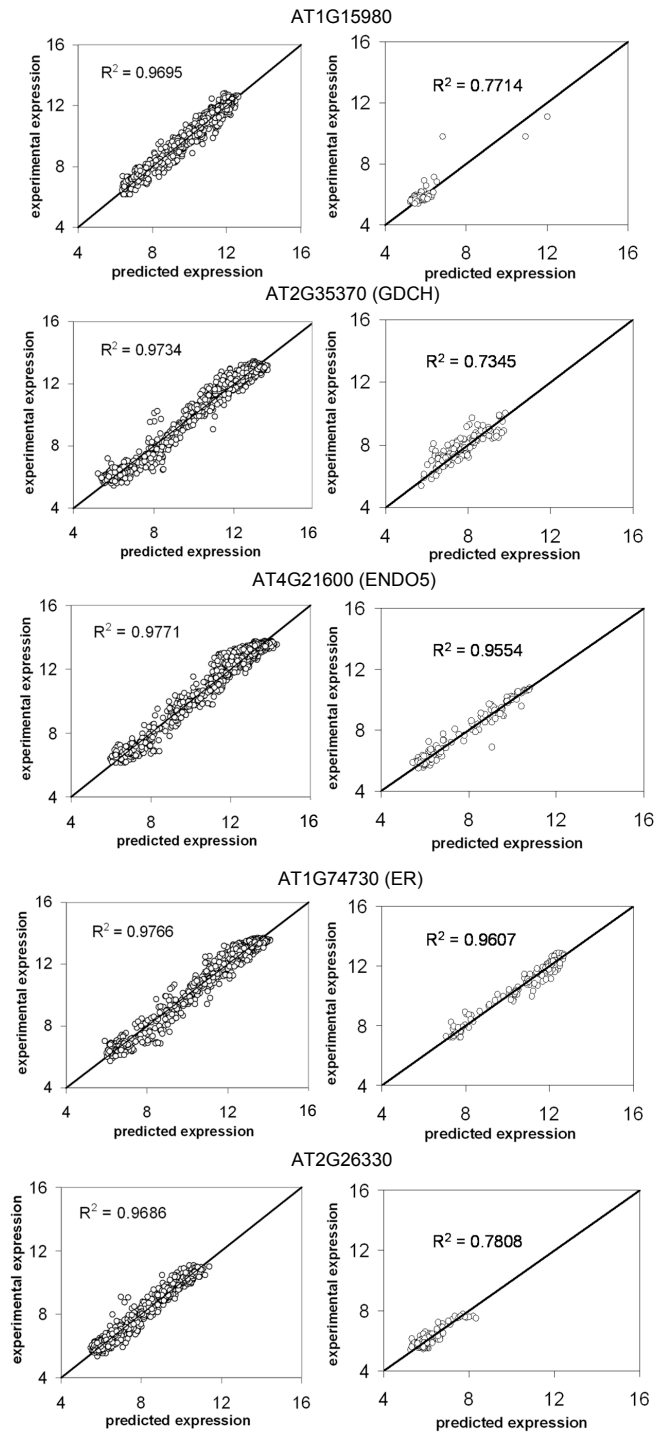 AT1G15980
experimental expression
16
12
8
4
R² = 0.9695
4 8 12 16
predicted expression
experimental expression
16
12
8
4
R² = 0.7714
4 8 12 16
predicted expression
AT2G35370 (GDCH)
experimental expression
16
12
8
4
R² = 0.9734
4 8 12 16
predicted expression
experimental expression
16
12
8
4
R² = 0.7345
4 8 12 16
predicted expression
AT4G21600 (ENDO5)
experimental expression
16
12
8
4
R² = 0.9771
4 8 12 16
predicted expression
experimental expression
16
12
8
4
R² = 0.9554
4 8 12 16
predicted expression
AT1G74730 (ER)
experimental expression
16
12
8
4
R² = 0.9766
4 8 12 16
predicted expression
experimental expression
16
12
8
4
R² = 0.9607
4 8 12 16
predicted expression
AT2G26330
experimental expression
16
12
8
4
R² = 0.9686
4 8 12 16
predicted expression
experimental expression
16
12
8
4
R² = 0.7808
4 8 12 16
predicted expression